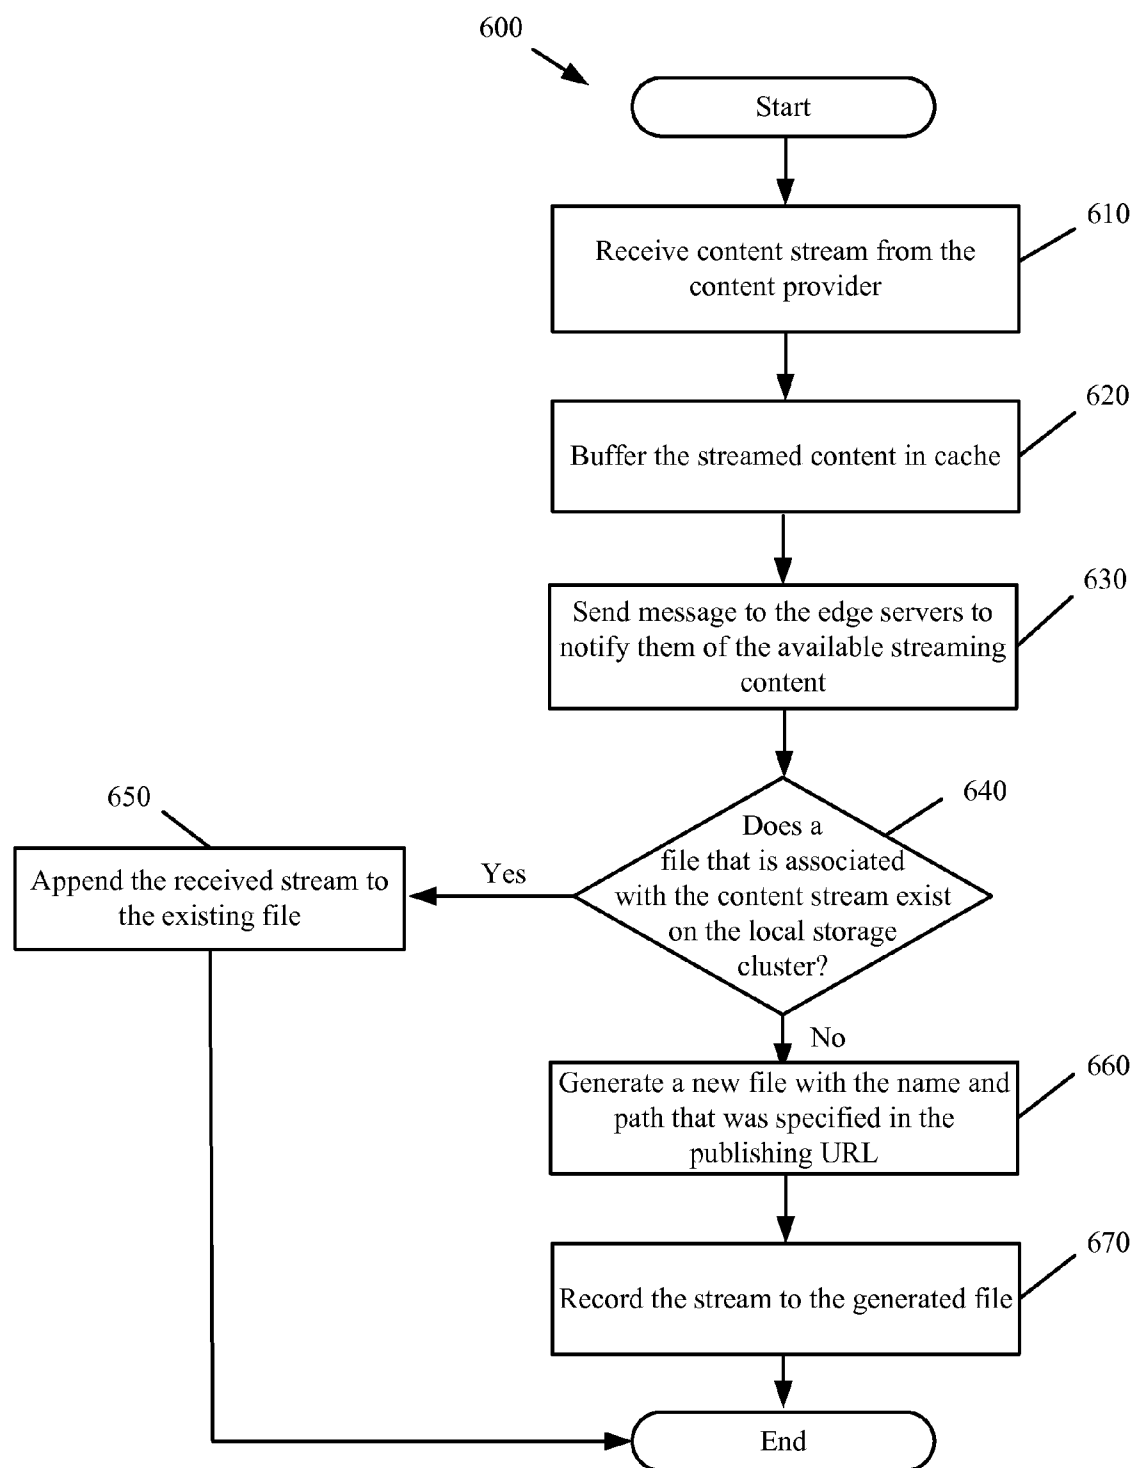 600
Start
610
Receive content stream from the
content provider
620
Buffer the streamed content in cache
630
Send message to the edge servers to
notify them of the available streaming
content
640
Does a
file that is associated
with the content stream exist
on the local storage
cluster?
Yes
650
Append the received stream to
the existing file
No
660
Generate a new file with the name and
path that was specified in the
publishing URL
670
Record the stream to the generated file
End